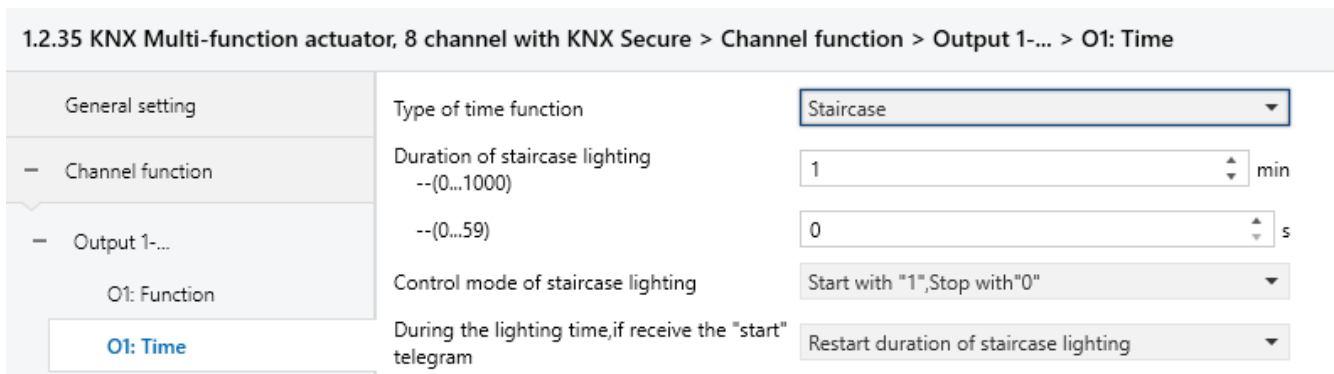 1.2.35 KNX Multi-function actuator, 8 channel with KNX Secure > Channel function > Output 1-... > O1: Time
General setting
Channel function
Output 1-...
O1: Function
O1: Time
Type of time function
Staircase
Duration of staircase lighting
--(0...1000)
1
min
--(0...59)
0
s
Control mode of staircase lighting
Start with "1",Stop with"0"
During the lighting time,if receive the "start"
telegram
Restart duration of staircase lighting